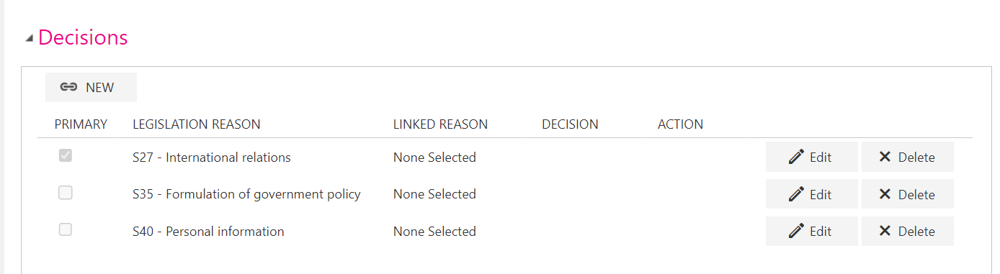 Decisions
NEW
PRIMARY LEGISLATION REASON LINKED REASON DECISION ACTION
S27 - International relations None Selected Edit Delete
S35 - Formulation of government policy None Selected Edit Delete
S40 - Personal information None Selected Edit Delete